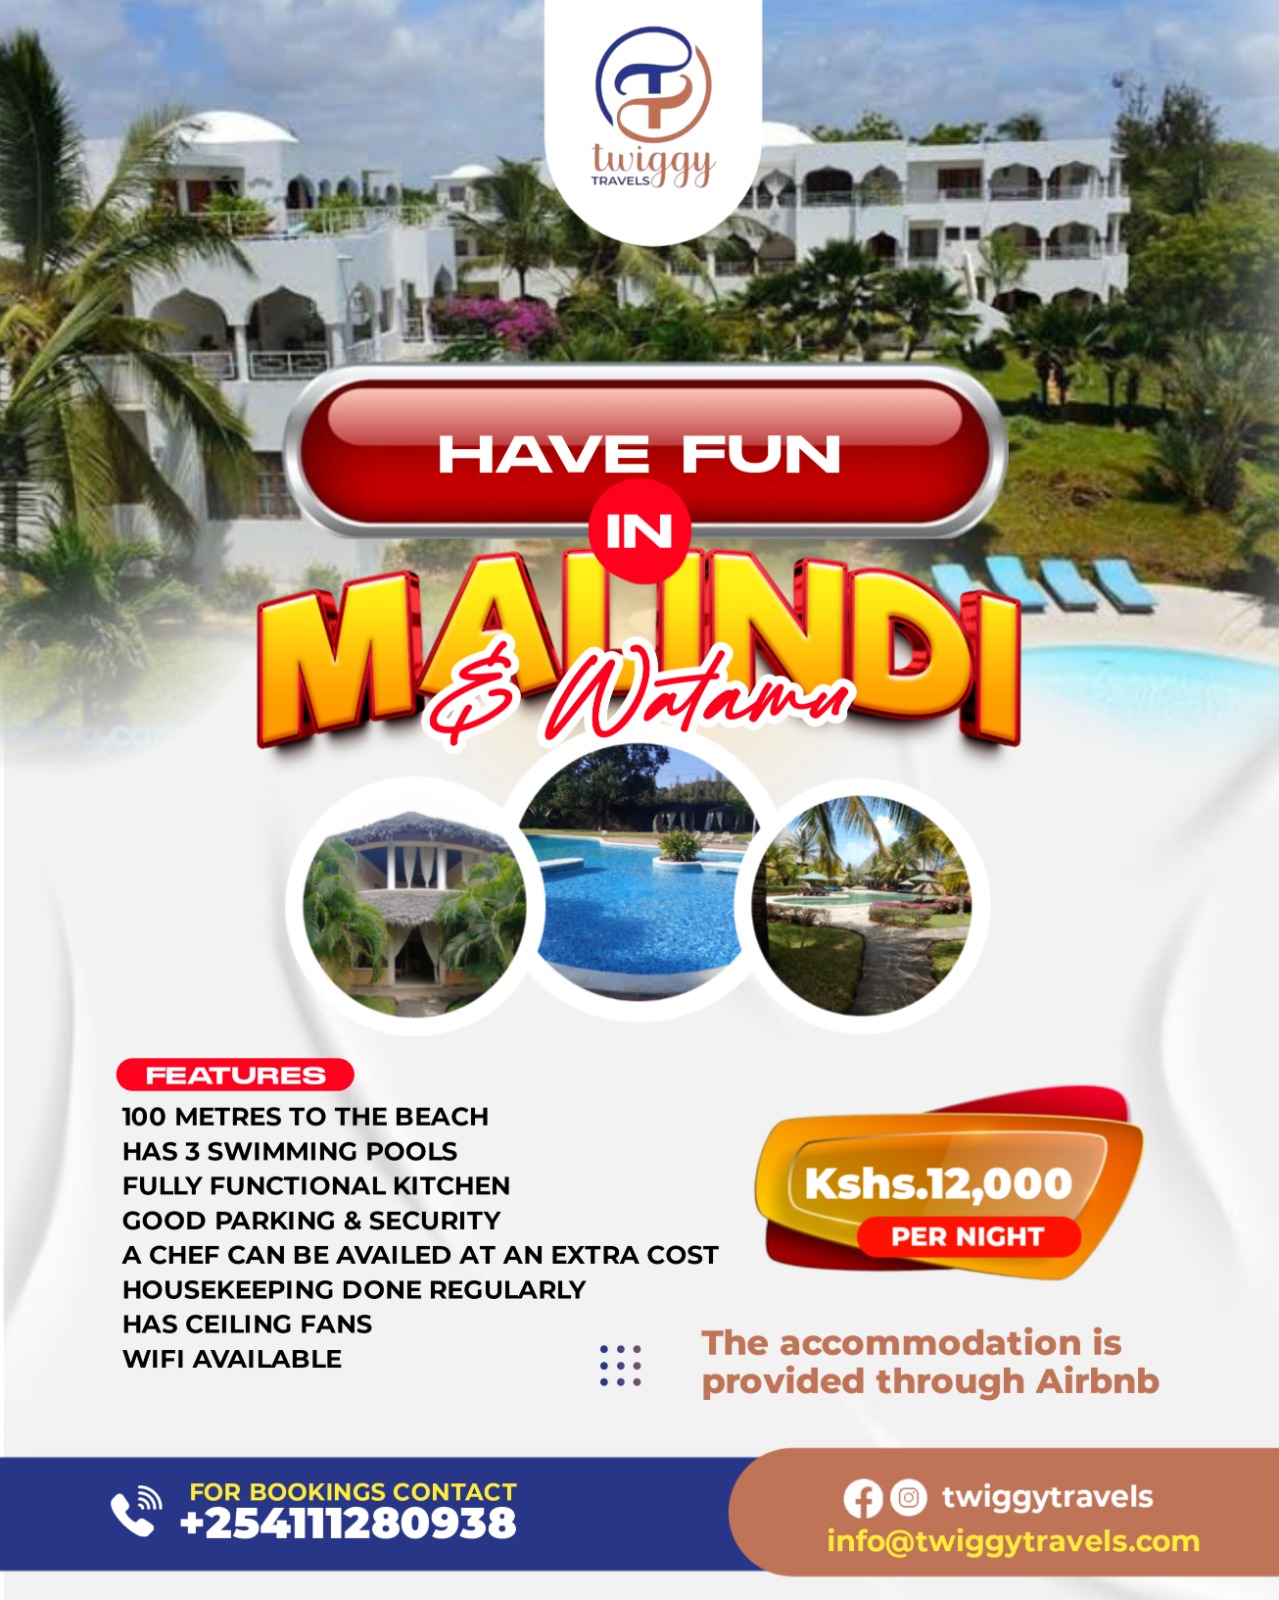 twiggy
TRAVELS
HAVE FUN
IN
MALINDI
& Watamu
FEATURES
100 METRES TO THE BEACH
HAS 3 SWIMMING POOLS
FULLY FUNCTIONAL KITCHEN
GOOD PARKING & SECURITY
A CHEF CAN BE AVAILED AT AN EXTRA COST
HOUSEKEEPING DONE REGULARLY
HAS CEILING FANS
WIFI AVAILABLE
Kshs.12,000
PER NIGHT
The accommodation is
provided through Airbnb
FOR BOOKINGS CONTACT
+254111280938
twiggytravels
info@twiggytravels.com